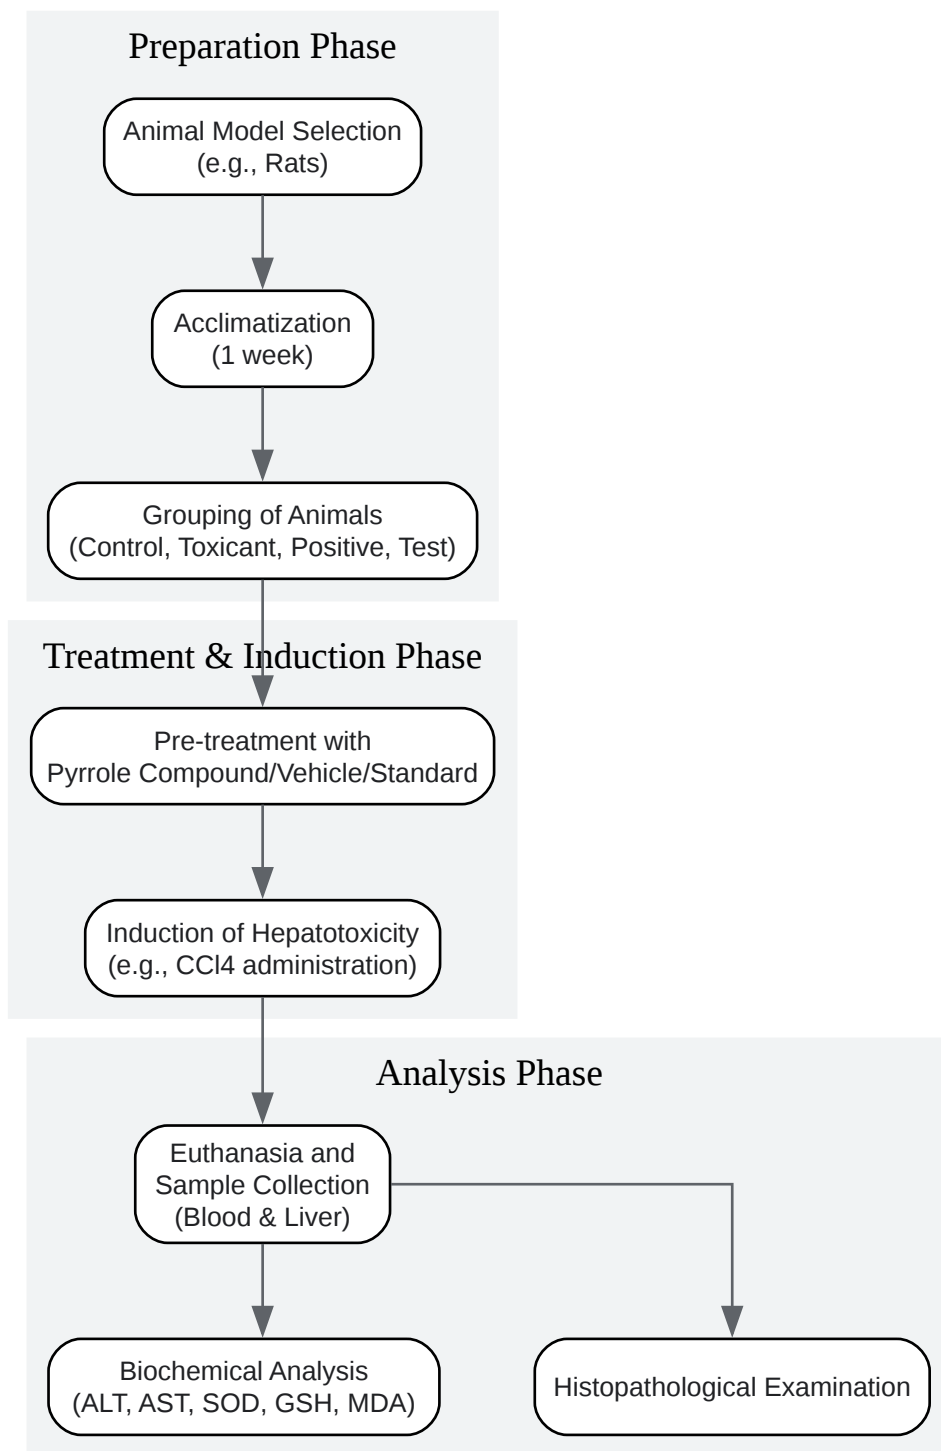 Preparation Phase
Animal Model Selection
(e.g., Rats)
Acclimatization
(1 week)
Grouping of Animals
(Control, Toxicant, Positive, Test)
Treatment & Induction Phase
Pre-treatment with
Pyrrole Compound/Vehicle/Standard
Induction of Hepatotoxicity
(e.g., CCl4 administration)
Analysis Phase
Euthanasia and
Sample Collection
(Blood & Liver)
Biochemical Analysis
(ALT, AST, SOD, GSH, MDA)
Histopathological Examination